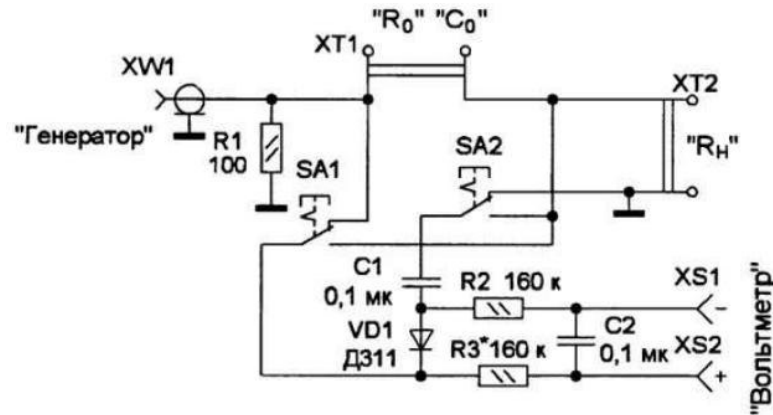 "R₀" "C₀"
XT1
XW1
XT2
"Генератор"
R1
100
SA1
SA2
"Rн"
C1
0,1 мк
R2 160 к
XS1
−
VD1
Д311
C2
0,1 мк
R3* 160 к
XS2
+
"Вольтметр"